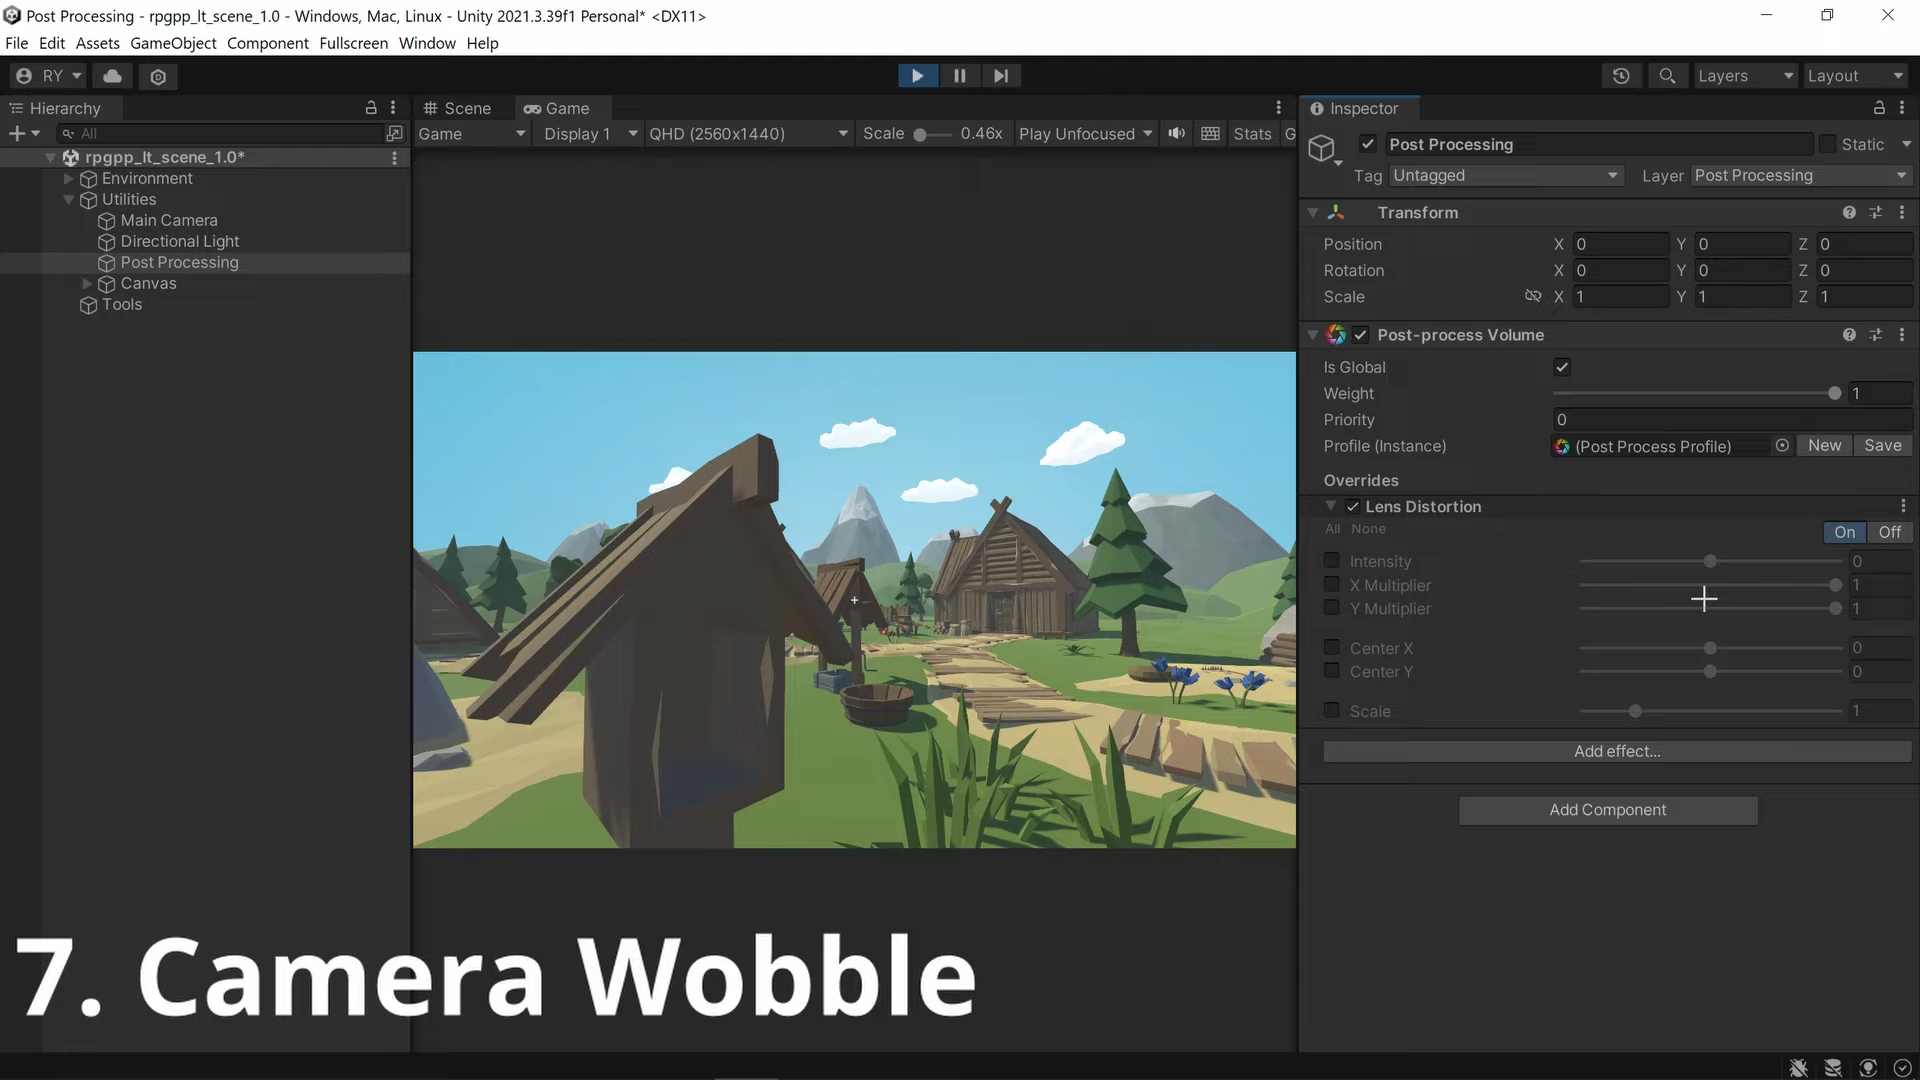 Post Processing - rpgpp_lt_scene_1.0 - Windows, Mac, Linux - Unity 2021.3.39f1 Personal* <DX11>
File Edit Assets GameObject Component Fullscreen Window Help
RY
Layers
Layout
Hierarchy
All
rpgpp_lt_scene_1.0*
Environment
Utilities
Main Camera
Directional Light
Post Processing
Canvas
Tools
Scene
Game
Game
Display 1
QHD (2560x1440)
Scale
0.46x
Play Unfocused
Stats
G
Inspector
Post Processing
Static
Tag Untagged
Layer Post Processing
Transform
Position X 0 Y 0 Z 0
Rotation X 0 Y 0 Z 0
Scale X 1 Y 1 Z 1
Post-process Volume
Is Global
Weight 1
Priority 0
Profile (Instance) (Post Process Profile) New Save
Overrides
Lens Distortion
All None On Off
Intensity 0
X Multiplier 1
Y Multiplier 1
Center X 0
Center Y 0
Scale 1
Add effect...
Add Component
7. Camera Wobble